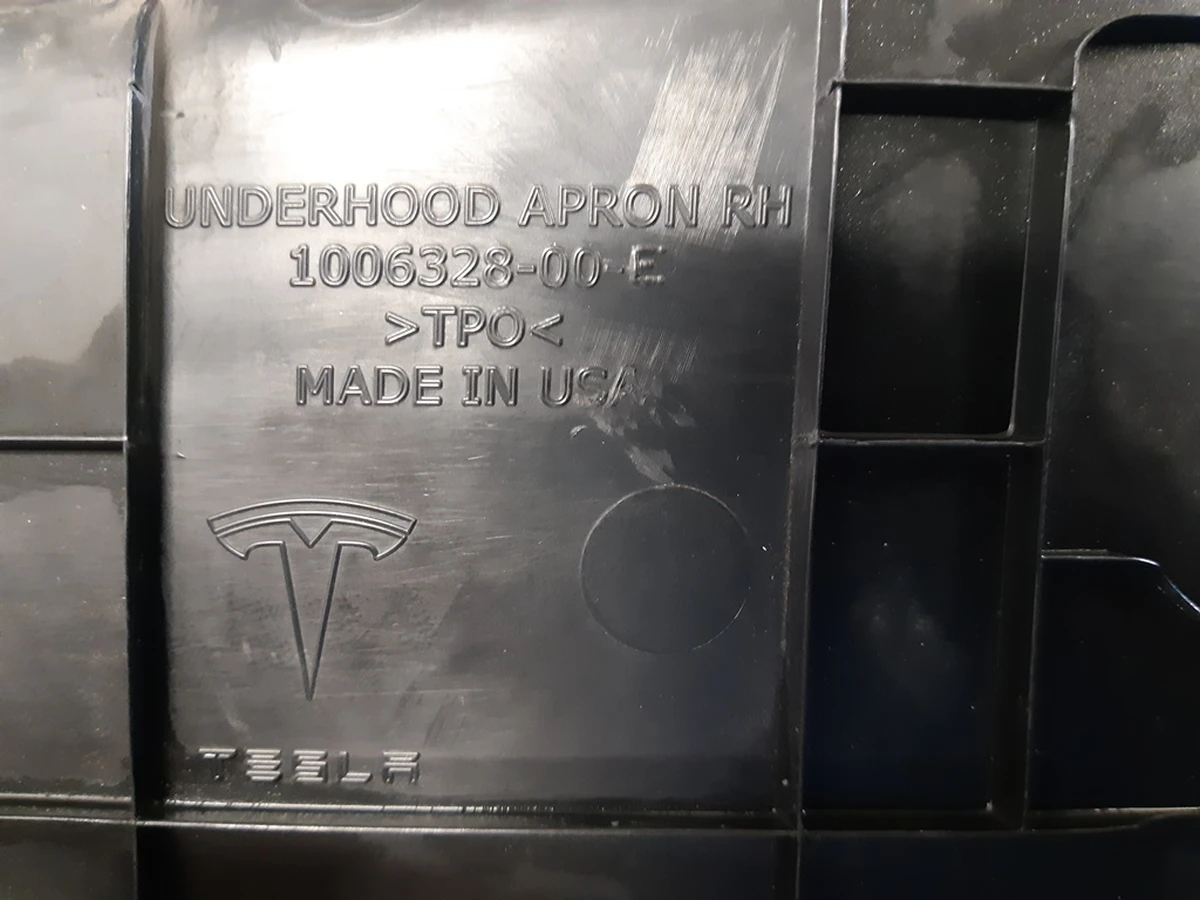 UNDERHOOD APRON RH
1006328-00-E
>TPO<
MADE IN USA
TESLA